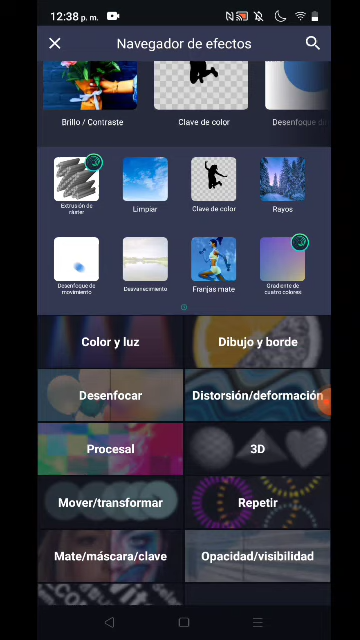 12:38 p. m.
Navegador de efectos
Brillo / Contraste
Clave de color
Desenfoque
Extrusión de
ráster
Limpiar
Clave de color
Rayos
Desenfoque de
movimiento
Desvanecimiento
Franjas mate
Gradiente de
cuatro colores
Color y luz
Dibujo y borde
Desenfocar
Distorsión/deformación
Procesal
3D
Mover/transformar
Repetir
Mate/máscara/clave
Opacidad/visibilidad